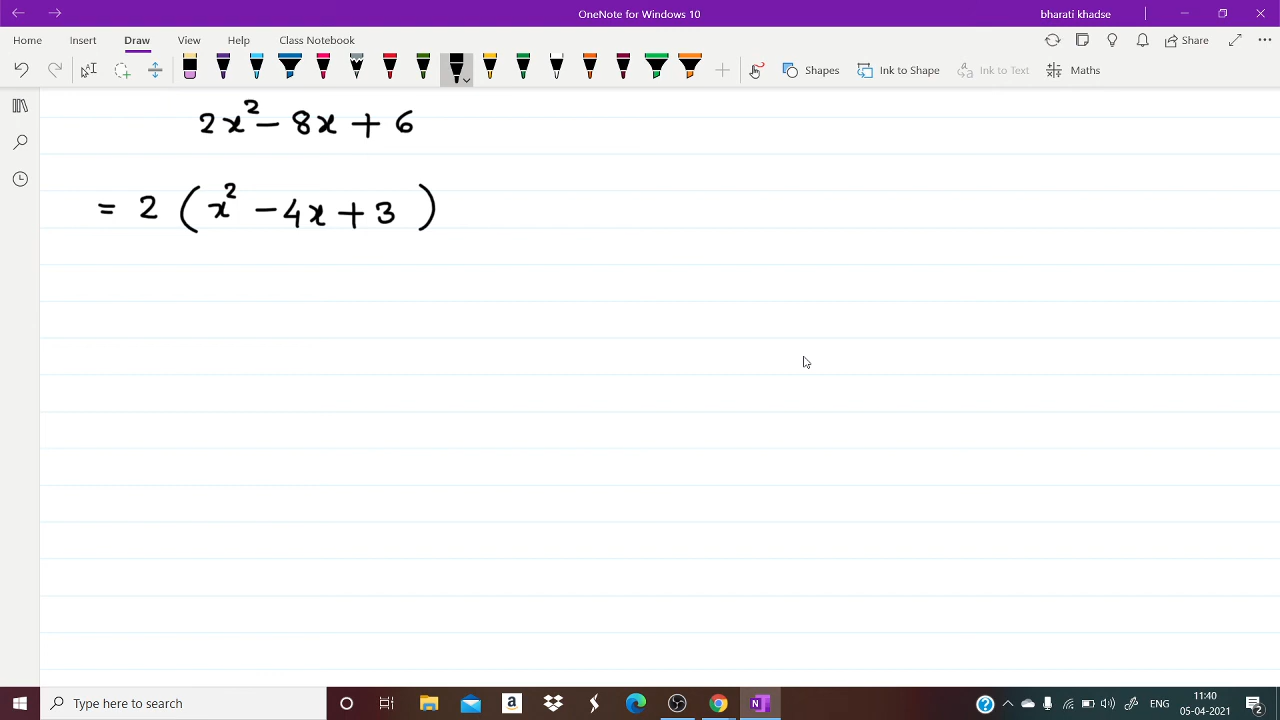 OneNote for Windows 10
bharati khadse
Home Insert Draw View Help Class Notebook
Share
Shapes Ink to Shape Ink to Text Maths
2x² − 8x + 6
= 2 ( x² − 4x + 3 )
Type here to search
ENG
11:40
05-04-2021
2